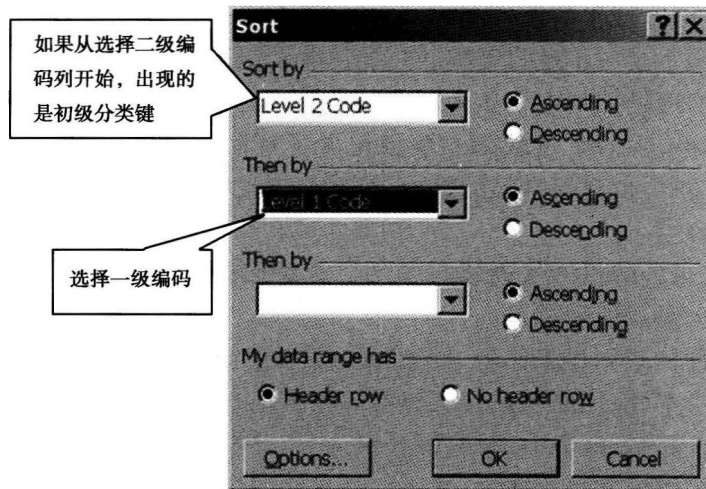 如果从选择二级编
码列开始，出现的
是初级分类键
Sort
Sort by
Level 2 Code
Ascending
Descending
Then by
Level 1 Code
Ascending
Descending
选择一级编码
Then by
Ascending
Descending
My data range has
Header row
No header row
Options...
OK
Cancel